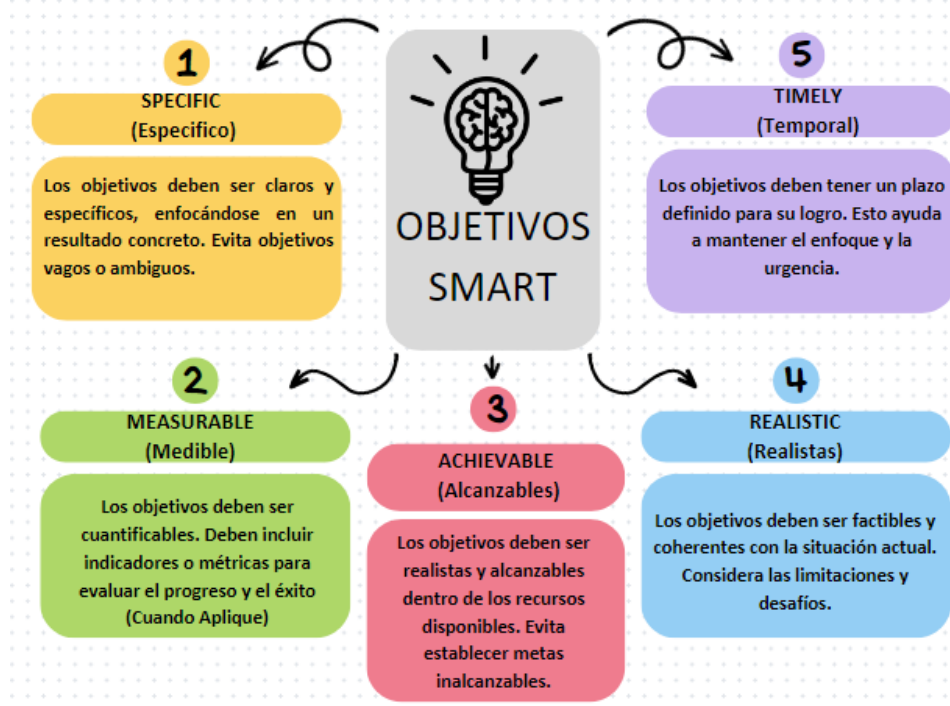 OBJETIVOS
SMART
1
SPECIFIC
(Especifico)
Los objetivos deben ser claros y
específicos, enfocándose en un
resultado concreto. Evita objetivos
vagos o ambiguos.
2
MEASURABLE
(Medible)
Los objetivos deben ser
cuantificables. Deben incluir
indicadores o métricas para
evaluar el progreso y el éxito
(Cuando Aplique)
3
ACHIEVABLE
(Alcanzables)
Los objetivos deben ser
realistas y alcanzables
dentro de los recursos
disponibles. Evita
establecer metas
inalcanzables.
4
REALISTIC
(Realistas)
Los objetivos deben ser factibles y
coherentes con la situación actual.
Considera las limitaciones y
desafíos.
5
TIMELY
(Temporal)
Los objetivos deben tener un plazo
definido para su logro. Esto ayuda
a mantener el enfoque y la
urgencia.